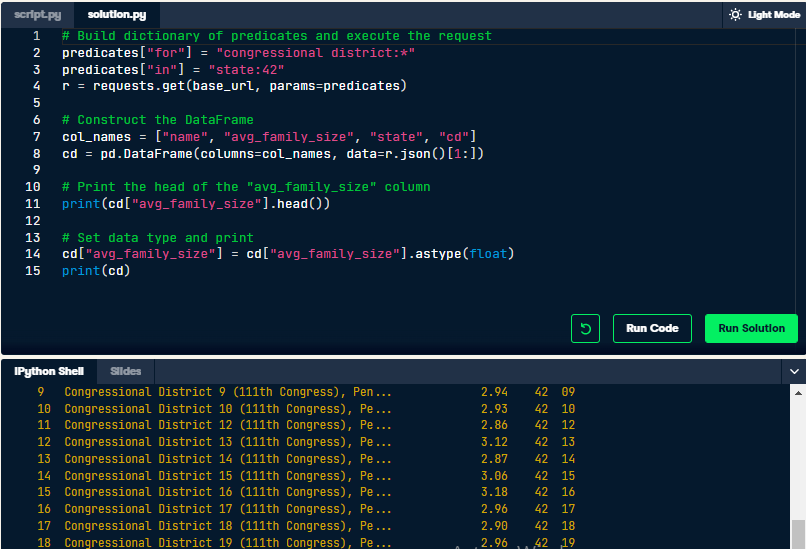 script.py solution.py Light Mode
1 # Build dictionary of predicates and execute the request
2 predicates["for"] = "congressional district:*"
3 predicates["in"] = "state:42"
4 r = requests.get(base_url, params=predicates)
5
6 # Construct the DataFrame
7 col_names = ["name", "avg_family_size", "state", "cd"]
8 cd = pd.DataFrame(columns=col_names, data=r.json()[1:])
9
10 # Print the head of the "avg_family_size" column
11 print(cd["avg_family_size"].head())
12
13 # Set data type and print
14 cd["avg_family_size"] = cd["avg_family_size"].astype(float)
15 print(cd)
Run Code Run Solution
IPython Shell Slides
9 Congressional District 9 (111th Congress), Pen... 2.94 42 09
10 Congressional District 10 (111th Congress), Pe... 2.93 42 10
11 Congressional District 12 (111th Congress), Pe... 2.86 42 12
12 Congressional District 13 (111th Congress), Pe... 3.12 42 13
13 Congressional District 14 (111th Congress), Pe... 2.87 42 14
14 Congressional District 15 (111th Congress), Pe... 3.06 42 15
15 Congressional District 16 (111th Congress), Pe... 3.18 42 16
16 Congressional District 17 (111th Congress), Pe... 2.96 42 17
17 Congressional District 18 (111th Congress), Pe... 2.90 42 18
18 Congressional District 19 (111th Congress), Pe... 2.96 42 19